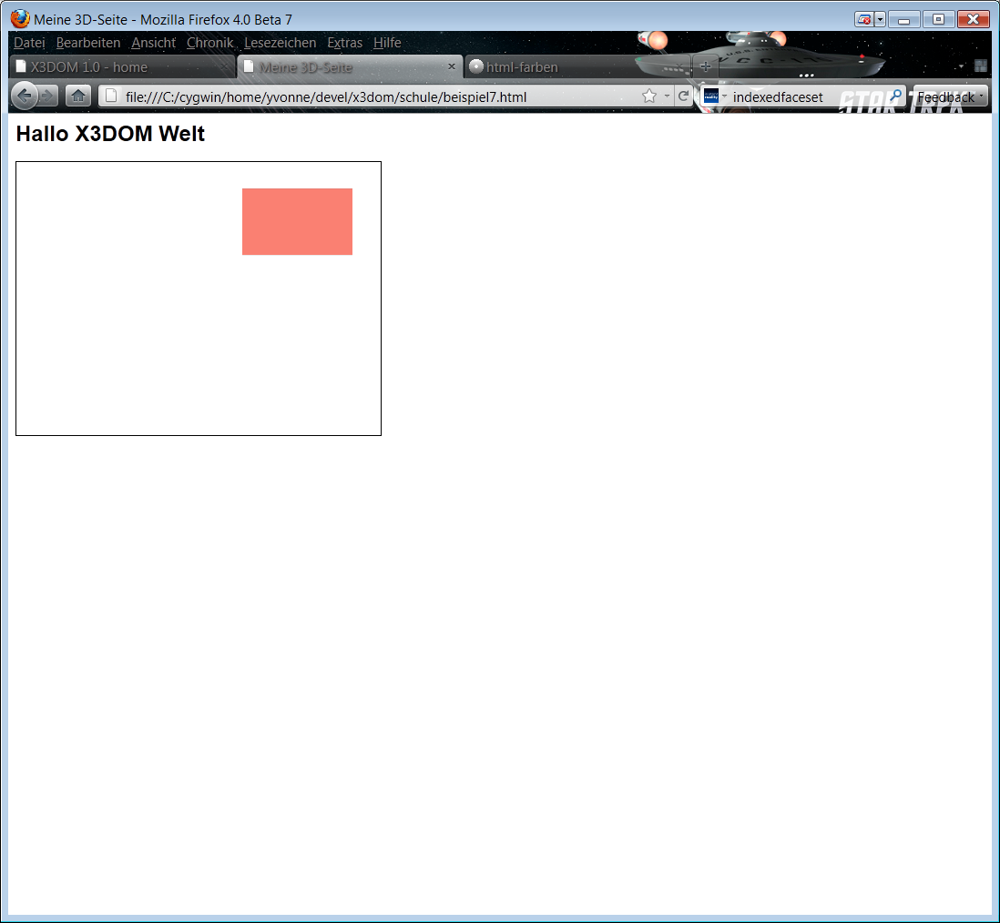 Meine 3D-Seite - Mozilla Firefox 4.0 Beta 7
Datei Bearbeiten Ansicht Chronik Lesezeichen Extras Hilfe
X3DOM 1.0 - home Meine 3D-Seite html-farben
file:///C:/cygwin/home/yvonne/devel/x3dom/schule/beispiel7.html indexedfaceset Feedback
STAR TREK
Hallo X3DOM Welt